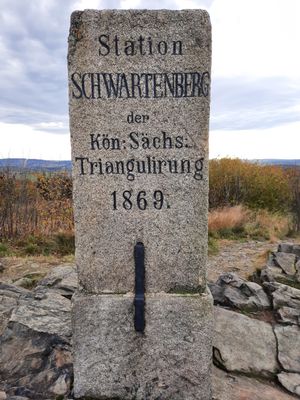 Station
SCHWARTENBERG
der
Kön: Sächs:
Triangulirung
1869.